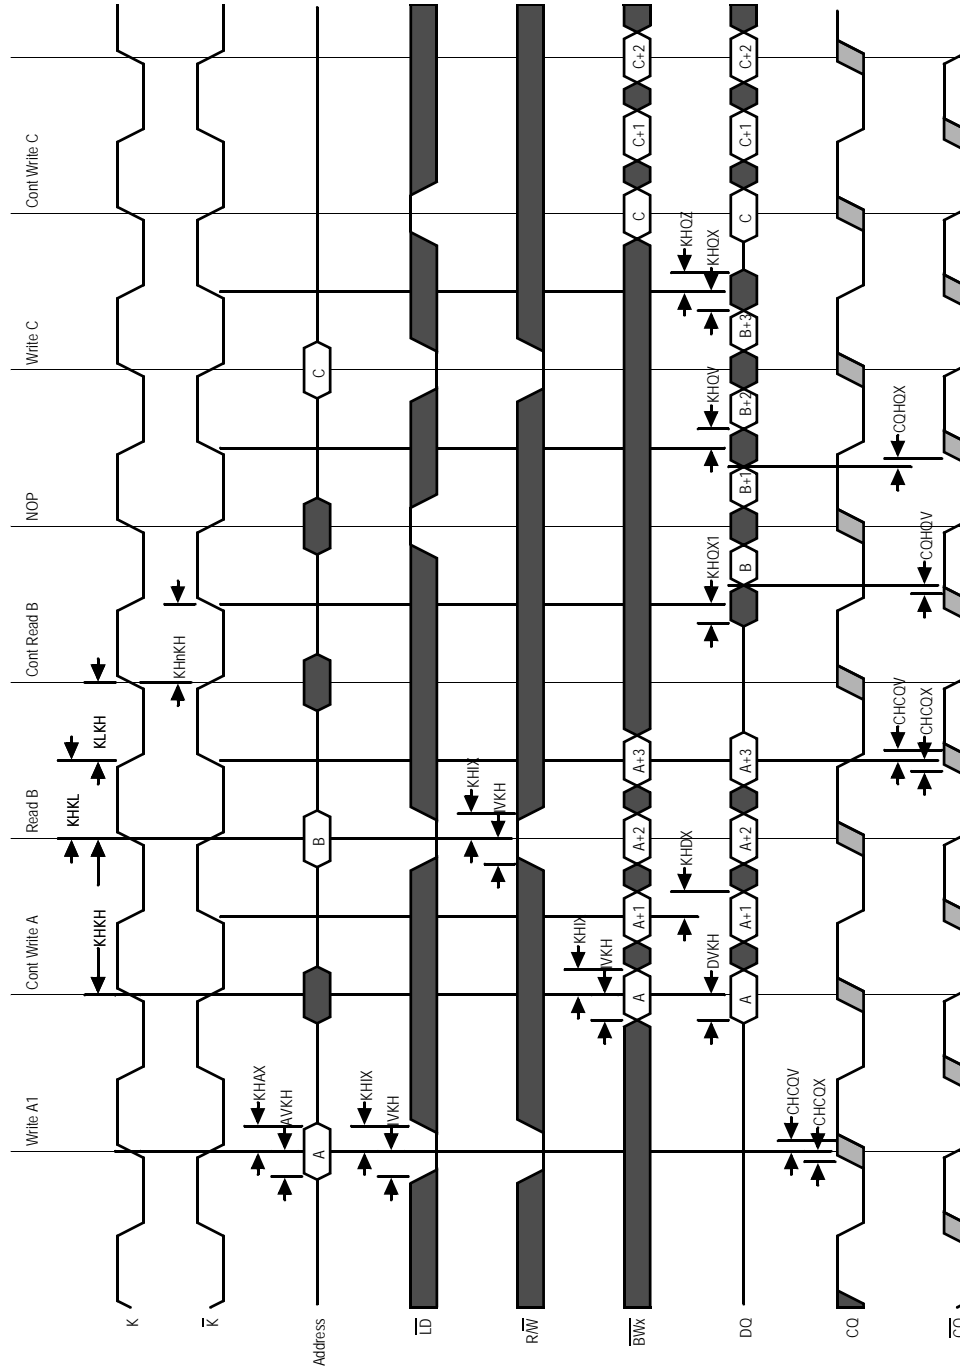 Write A1
Cont Write A
Read B
Cont Read B
NOP
Write C
Cont Write C
KHKL
KHKH
KLKH
K
KHnKH
K
KHAX
AVKH
Address
A
B
C
KHIX
IVKH
LD
KHIX
IVKH
R/W
KHIX
IVKH
BWx
A
A+1
A+2
A+3
C
C+1
C+2
KHDX
KHQZ
DVKH
KHQX1
KHQV
KHQX
DQ
A
A+1
A+2
A+3
B
B+1
B+2
B+3
C
C+1
C+2
CHCQV
CHCQX
CQ
CHCQV
CQHQX
CHCQX
CQHQV
CQ